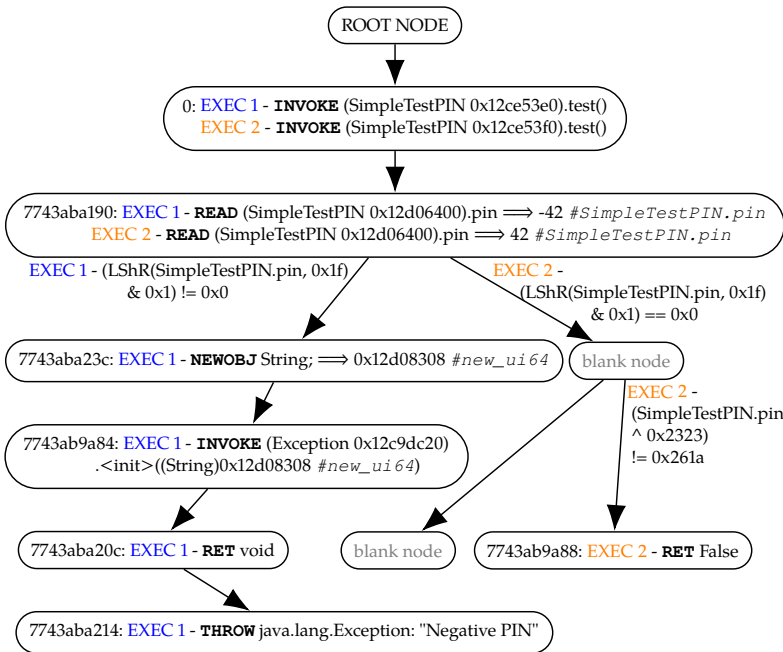 ROOT NODE
0: EXEC 1 - INVOKE (SimpleTestPIN 0x12ce53e0).test()
EXEC 2 - INVOKE (SimpleTestPIN 0x12ce53f0).test()
7743aba190: EXEC 1 - READ (SimpleTestPIN 0x12d06400).pin ⟹ -42 #SimpleTestPIN.pin
EXEC 2 - READ (SimpleTestPIN 0x12d06400).pin ⟹ 42 #SimpleTestPIN.pin
EXEC 1 - (LShR(SimpleTestPIN.pin, 0x1f)
& 0x1) != 0x0
EXEC 2 -
(LShR(SimpleTestPIN.pin, 0x1f)
& 0x1) == 0x0
7743aba23c: EXEC 1 - NEWOBJ String; ⟹ 0x12d08308 #new_ui64
blank node
EXEC 2 -
(SimpleTestPIN.pin
^ 0x2323)
!= 0x261a
7743ab9a84: EXEC 1 - INVOKE (Exception 0x12c9dc20)
.<init>((String)0x12d08308 #new_ui64)
7743aba20c: EXEC 1 - RET void
blank node
7743ab9a88: EXEC 2 - RET False
7743aba214: EXEC 1 - THROW java.lang.Exception: "Negative PIN"